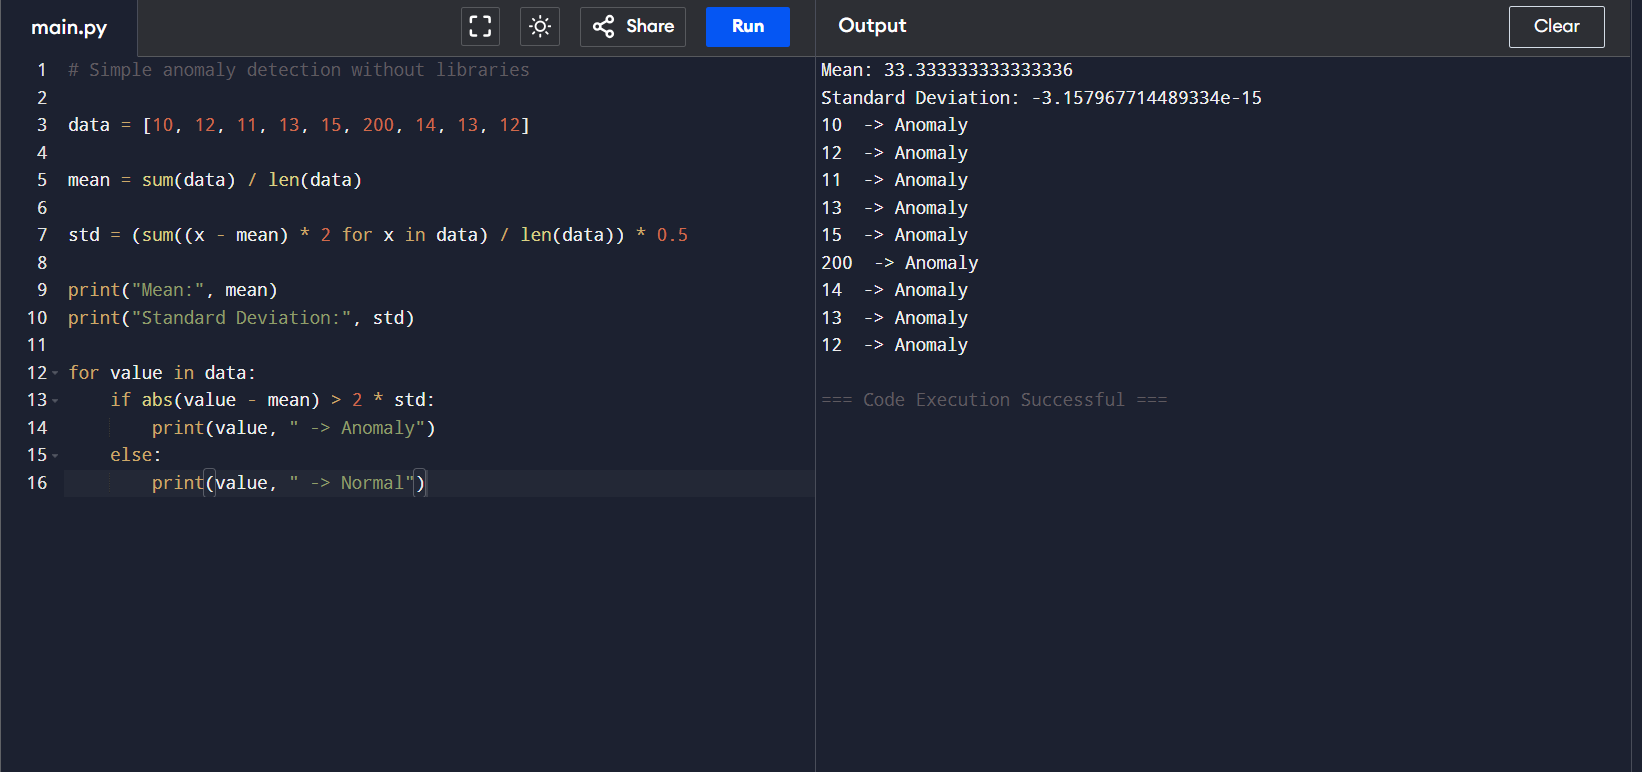 main.py
Share
Run
Output
Clear
1 # Simple anomaly detection without libraries
2
3 data = [10, 12, 11, 13, 15, 200, 14, 13, 12]
4
5 mean = sum(data) / len(data)
6
7 std = (sum((x - mean) * 2 for x in data) / len(data)) * 0.5
8
9 print("Mean:", mean)
10 print("Standard Deviation:", std)
11
12 for value in data:
13     if abs(value - mean) > 2 * std:
14         print(value, " -> Anomaly")
15     else:
16         print(value, " -> Normal")
Mean: 33.333333333333336
Standard Deviation: -3.157967714489334e-15
10  -> Anomaly
12  -> Anomaly
11  -> Anomaly
13  -> Anomaly
15  -> Anomaly
200  -> Anomaly
14  -> Anomaly
13  -> Anomaly
12  -> Anomaly
=== Code Execution Successful ===